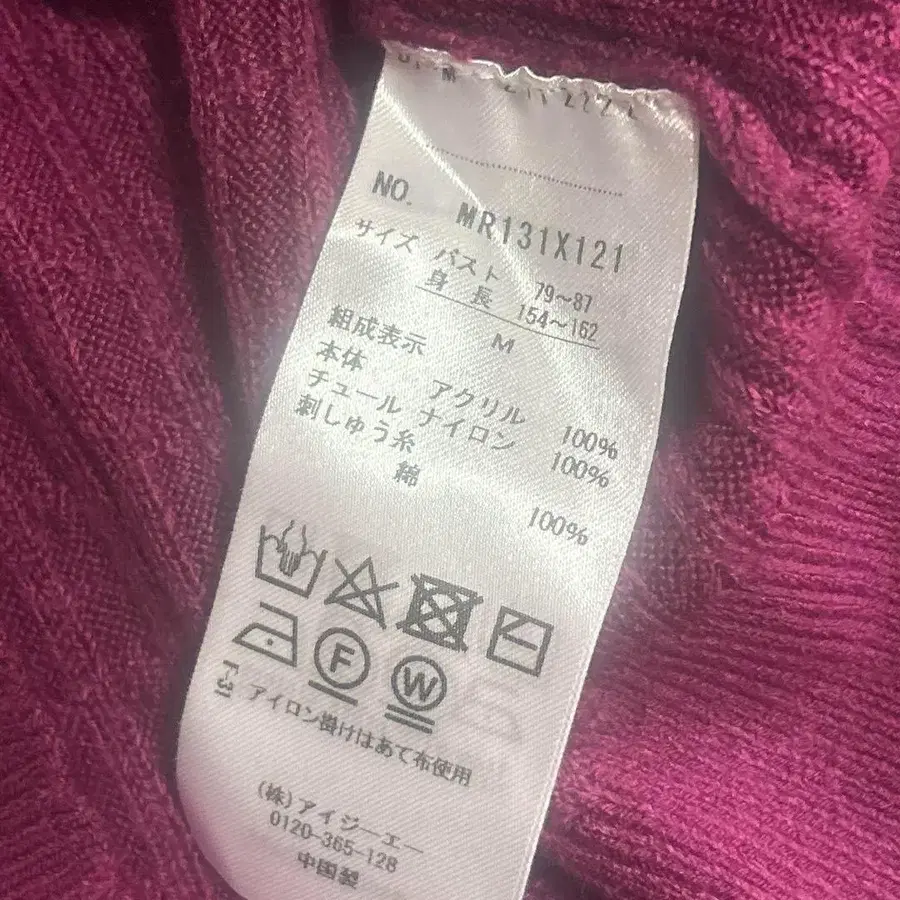 NO. MR131X121
サイズ バスト 79～87
身長 154～162
M
組成表示
本体 アクリル 100%
チュール ナイロン 100%
刺しゅう糸
綿 100%
F
W
アイロン掛けはあて布使用
(株)アイジーエー
0120-365-128
中国製